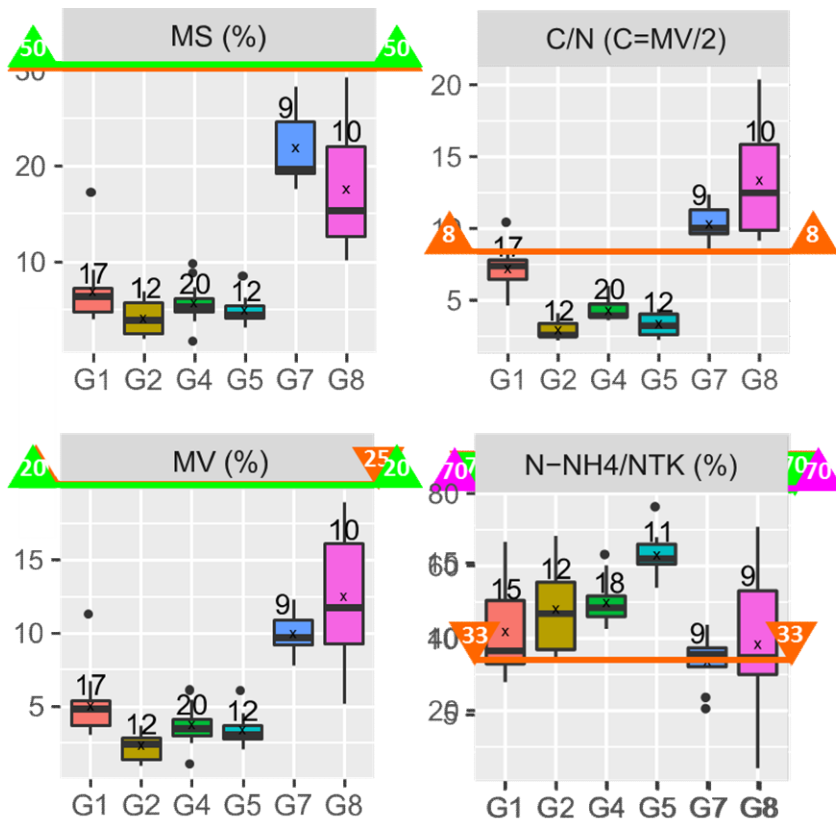 MS (%)
50 50
30
20
10
17 12 20 12 9 10
G1 G2 G4 G5 G7 G8
C/N (C=MV/2)
20
15
10
5
8 8
17 12 20 12 9 10
G1 G2 G4 G5 G7 G8
MV (%)
20 25 20
15
10
5
17 12 20 12 9 10
G1 G2 G4 G5 G7 G8
N−NH4/NTK (%)
70 70 70
80
60
40
33 33
15 12 18 11 9 9
G1 G2 G4 G5 G7 G8